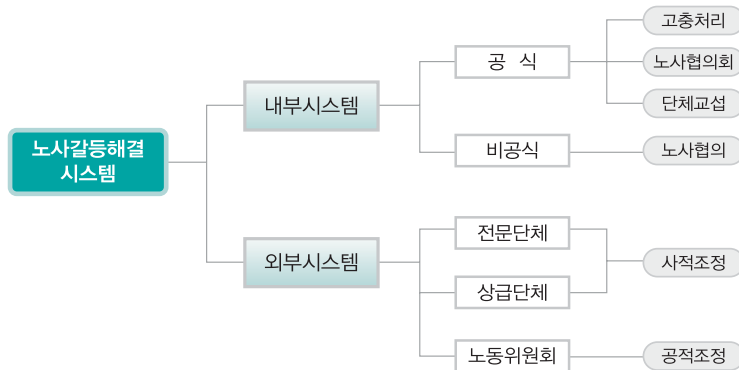 노사갈등해결
시스템
내부시스템
공 식
고충처리
노사협의회
단체교섭
비공식
노사협의
외부시스템
전문단체
상급단체
사적조정
노동위원회
공적조정